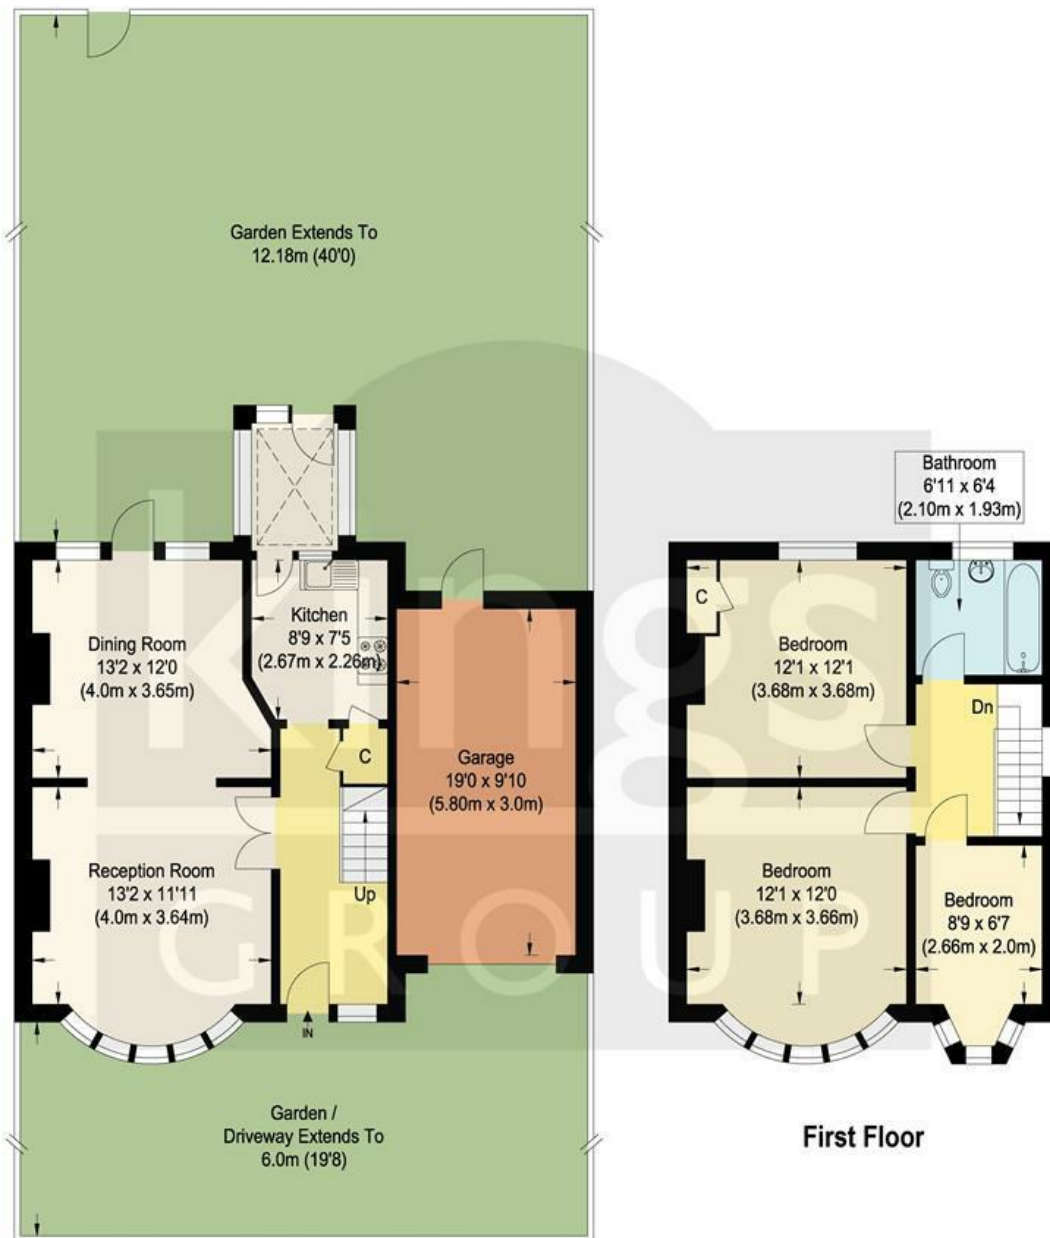 Garden Extends To
12.18m (40'0)
Bathroom
6'11 x 6'4
(2.10m x 1.93m)
Kitchen
8'9 x 7'5
(2.67m x 2.26m)
Dining Room
13'2 x 12'0
(4.0m x 3.65m)
C
Garage
19'0 x 9'10
(5.80m x 3.0m)
Reception Room
13'2 x 11'11
(4.0m x 3.64m)
Up
IN
Garden /
Driveway Extends To
6.0m (19'8)
C
Bedroom
12'1 x 12'1
(3.68m x 3.68m)
Dn
Bedroom
12'1 x 12'0
(3.68m x 3.66m)
Bedroom
8'9 x 6'7
(2.66m x 2.0m)
First Floor
kings
GROUP